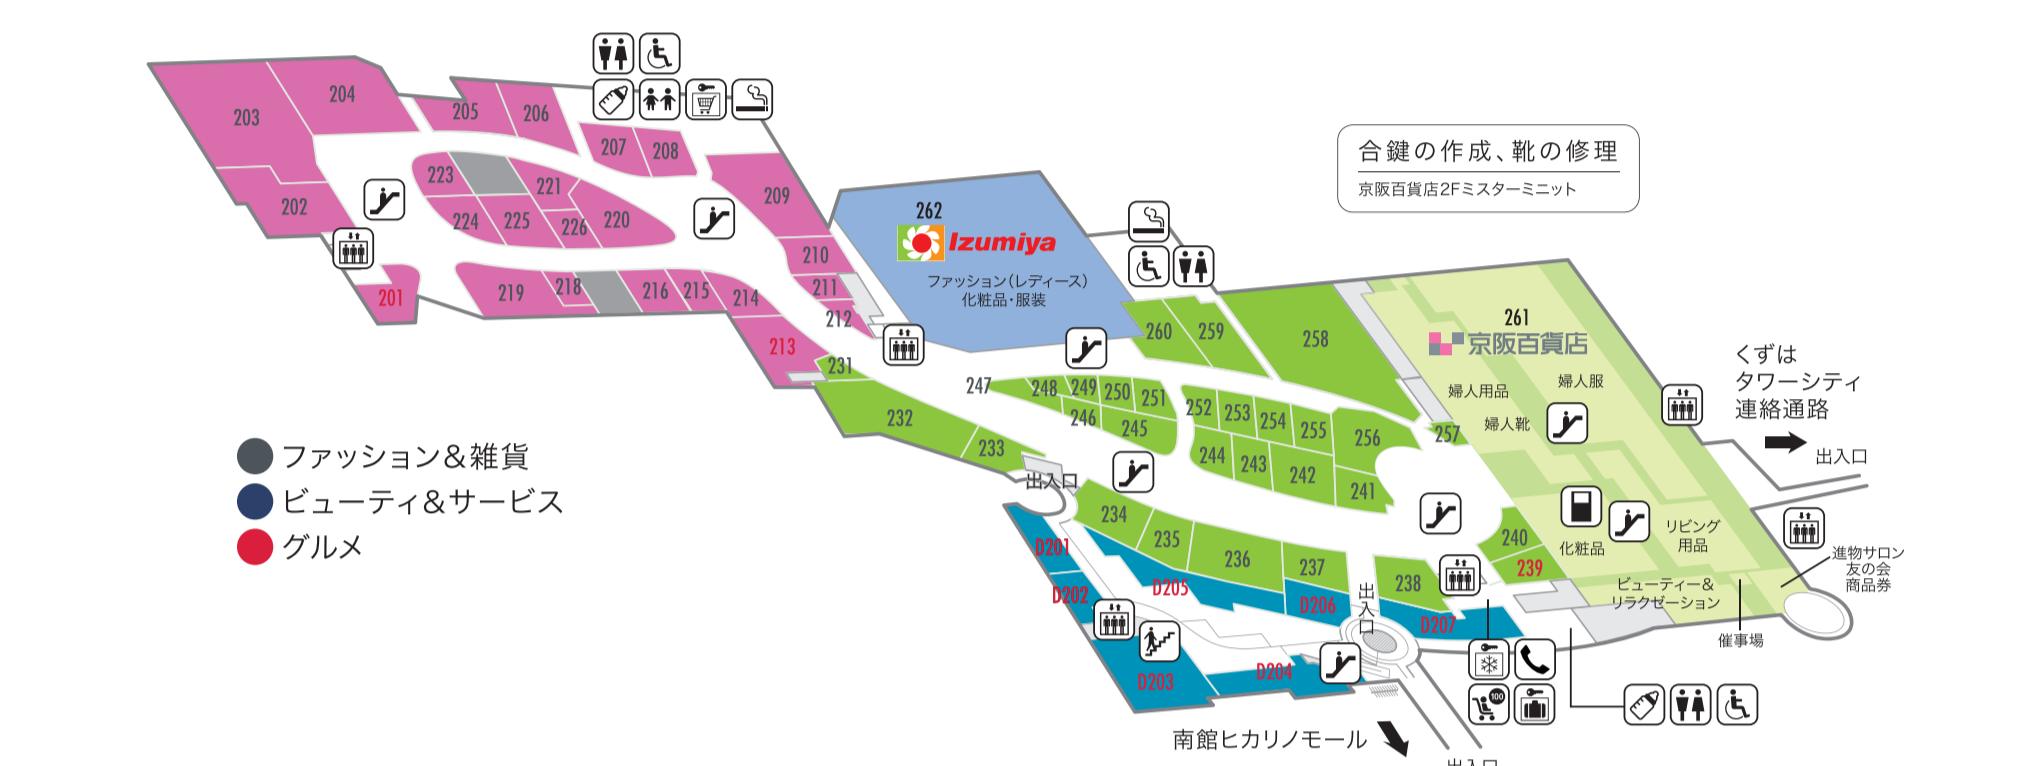 203
204
205
206
207
208
209
202
223
221
224
225
226
220
210
211
212
201
219
218
216
215
214
213
262
Izumiya
ファッション（レディース）
化粧品・服装
合鍵の作成、靴の修理
京阪百貨店2Fミスターミニット
260
259
258
261
京阪百貨店
婦人用品
婦人服
婦人靴
化粧品
リビング
用品
ビューティー＆
リラクゼーション
くずは
タワーシティ
連絡通路
出入口
進物サロン
友の会
商品券
催事場
231
232
233
247
248
249
250
251
246
245
252
253
254
255
256
257
244
243
242
241
出入口
234
235
236
237
238
240
239
D201
D202
D203
D204
D205
D206
D207
出入口
100
ファッション＆雑貨
ビューティ＆サービス
グルメ
南館ヒカリノモール
出入口